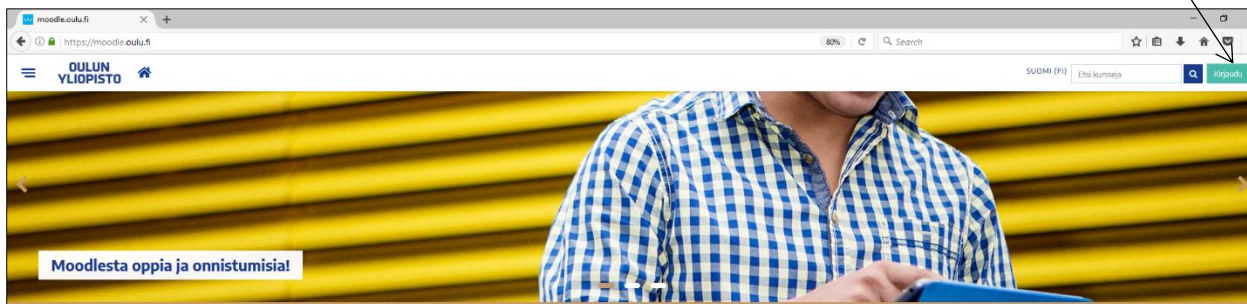 moodle.oulu.fi
https://moodle.oulu.fi
80%
Search
OULUN
YLIOPISTO
SUOMI (FI)
Etsi kursseja
Kirjaudu
Moodlesta oppia ja onnistumisia!